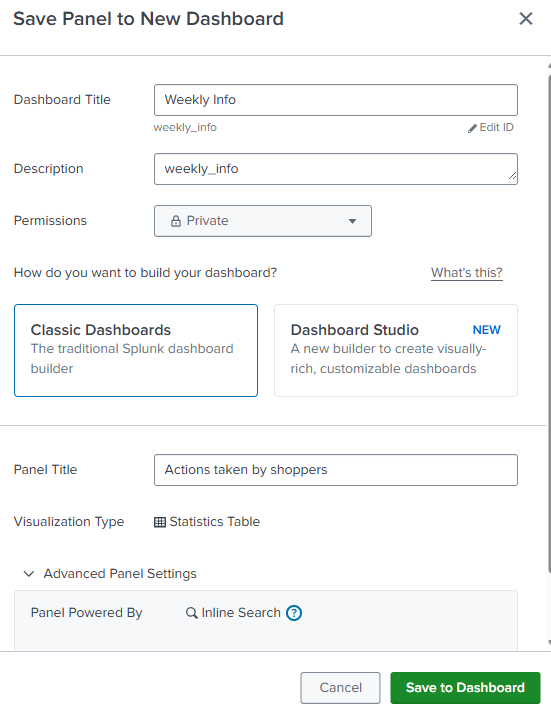 Save Panel to New Dashboard
Dashboard Title
Weekly Info
weekly_info
Edit ID
Description
weekly_info
Permissions
Private
How do you want to build your dashboard?
What's this?
Classic Dashboards
The traditional Splunk dashboard
builder
Dashboard Studio
NEW
A new builder to create visually-
rich, customizable dashboards
Panel Title
Actions taken by shoppers
Visualization Type
Statistics Table
Advanced Panel Settings
Panel Powered By
Inline Search ?
Cancel
Save to Dashboard